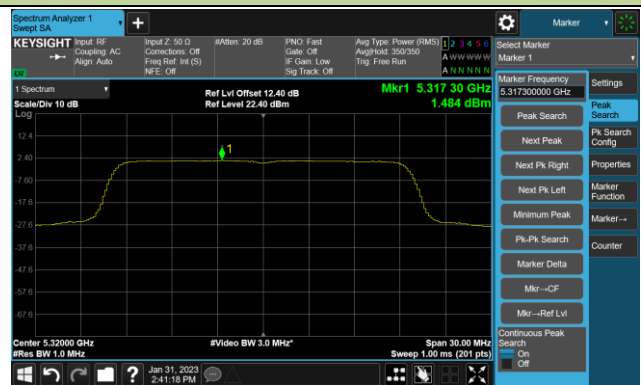 Spectrum Analyzer 1
Swept SA
Marker
KEYSIGHT
Input: RF
Coupling: AC
Align: Auto
Input Z: 50 Ω
Corrections: Off
Freq Ref: Int (S)
NFE: Off
#Atten: 20 dB
PNO: Fast
Gate: Off
IF Gain: Low
Sig Track: Off
Avg Type: Power (RMS)
Avg|Hold: 350/350
Trig: Free Run
1 2 3 4 5 6
A W W W W W
A N N N N N
Select Marker
Marker 1
1 Spectrum
Scale/Div 10 dB
Log
Ref Lvl Offset 12.40 dB
Ref Level 22.40 dBm
Mkr1 5.317 30 GHz
1.484 dBm
12.4
2.40
-7.60
-17.6
-27.6
-37.6
-47.6
-57.6
-67.6
1
Center 5.32000 GHz
#Res BW 1.0 MHz
#Video BW 3.0 MHz*
Span 30.00 MHz
Sweep 1.00 ms (201 pts)
Marker Frequency
5.317300000 GHz
Peak Search
Next Peak
Next Pk Right
Next Pk Left
Minimum Peak
Pk-Pk Search
Marker Delta
Mkr→CF
Mkr→Ref Lvl
Continuous Peak
Search
On
Off
Settings
Peak
Search
Pk Search
Config
Properties
Marker
Function
Marker→
Counter
?
Jan 31, 2023
2:41:18 PM